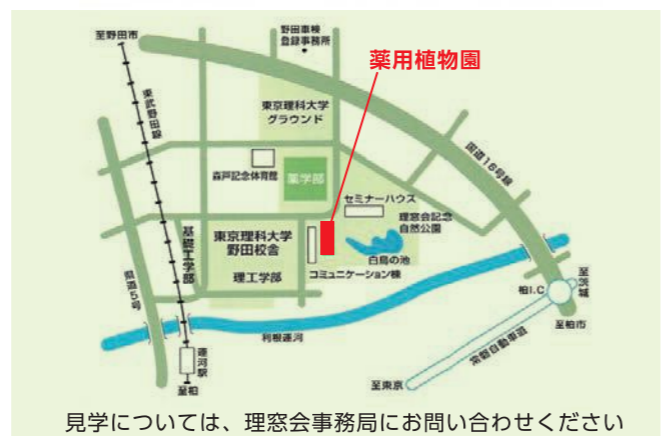 至野田市
野田車検
登録事務所
薬用植物園
東武野田線
東京理科大学
グラウンド
国道16号線
森戸記念体育館
薬学部
セミナーハウス
理窓会記念
自然公園
基礎工学部
東京理科大学
野田校舎
理工学部
白鳥の池
コミュニケーション棟
県道5号
至茨城
柏I.C
至柏市
利根運河
常磐自動車道
運河駅
至柏
至東京
見学については、理窓会事務局にお問い合わせください